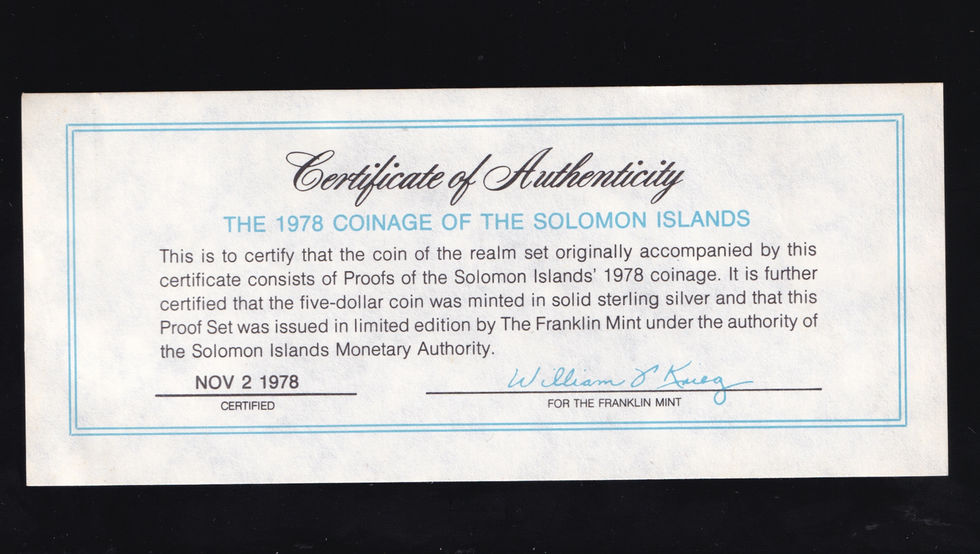 Certificate of Authenticity
THE 1978 COINAGE OF THE SOLOMON ISLANDS
This is to certify that the coin of the realm set originally accompanied by this
certificate consists of Proofs of the Solomon Islands' 1978 coinage. It is further
certified that the five-dollar coin was minted in solid sterling silver and that this
Proof Set was issued in limited edition by The Franklin Mint under the authority of
the Solomon Islands Monetary Authority.
NOV 2 1978
CERTIFIED
William Krieg
FOR THE FRANKLIN MINT